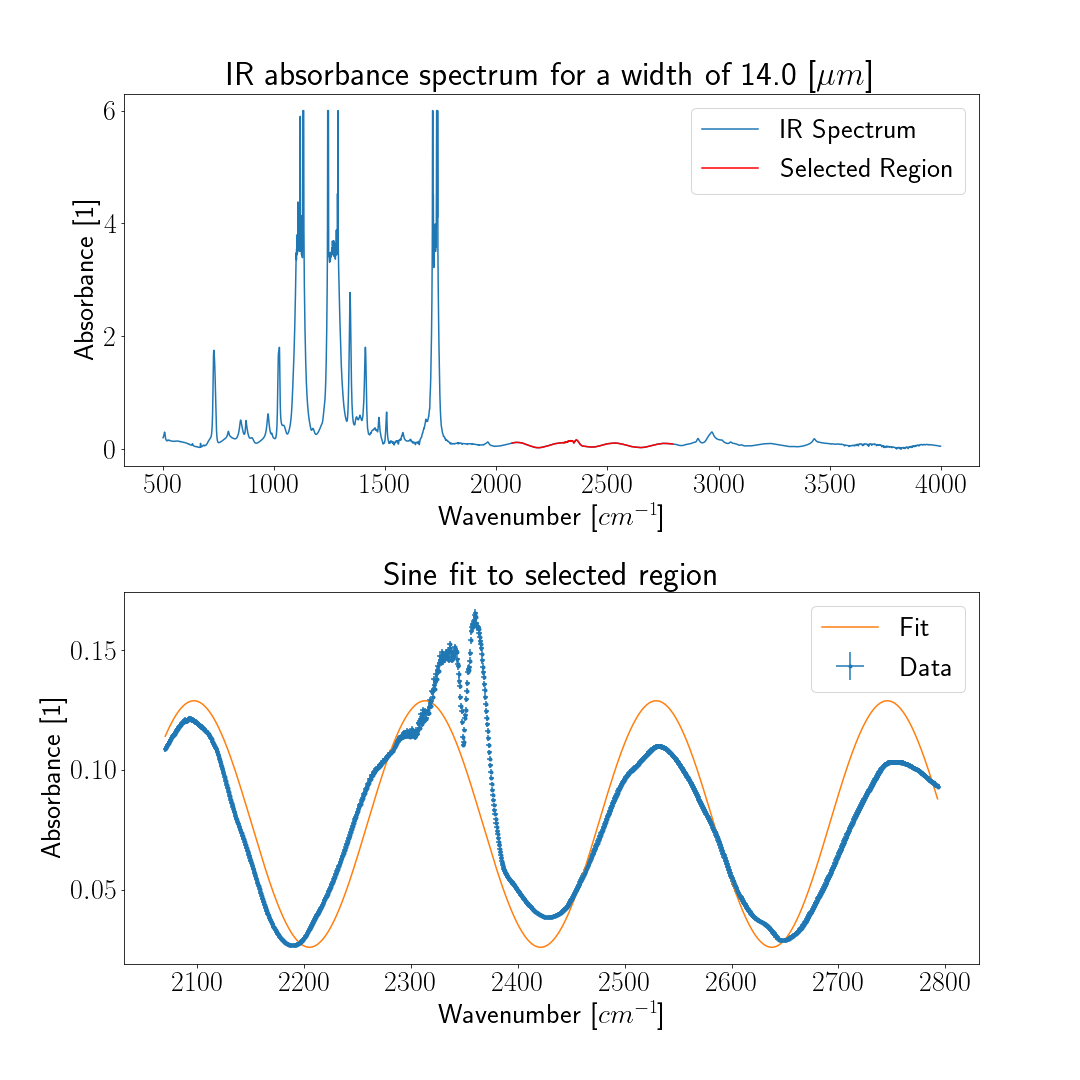 IR absorbance spectrum for a width of 14.0 [μm]
6
4
2
0
Absorbance [1]
IR Spectrum
Selected Region
500 1000 1500 2000 2500 3000 3500 4000
Wavenumber [cm⁻¹]
Sine fit to selected region
0.15
0.10
0.05
Absorbance [1]
Fit
Data
2100 2200 2300 2400 2500 2600 2700 2800
Wavenumber [cm⁻¹]